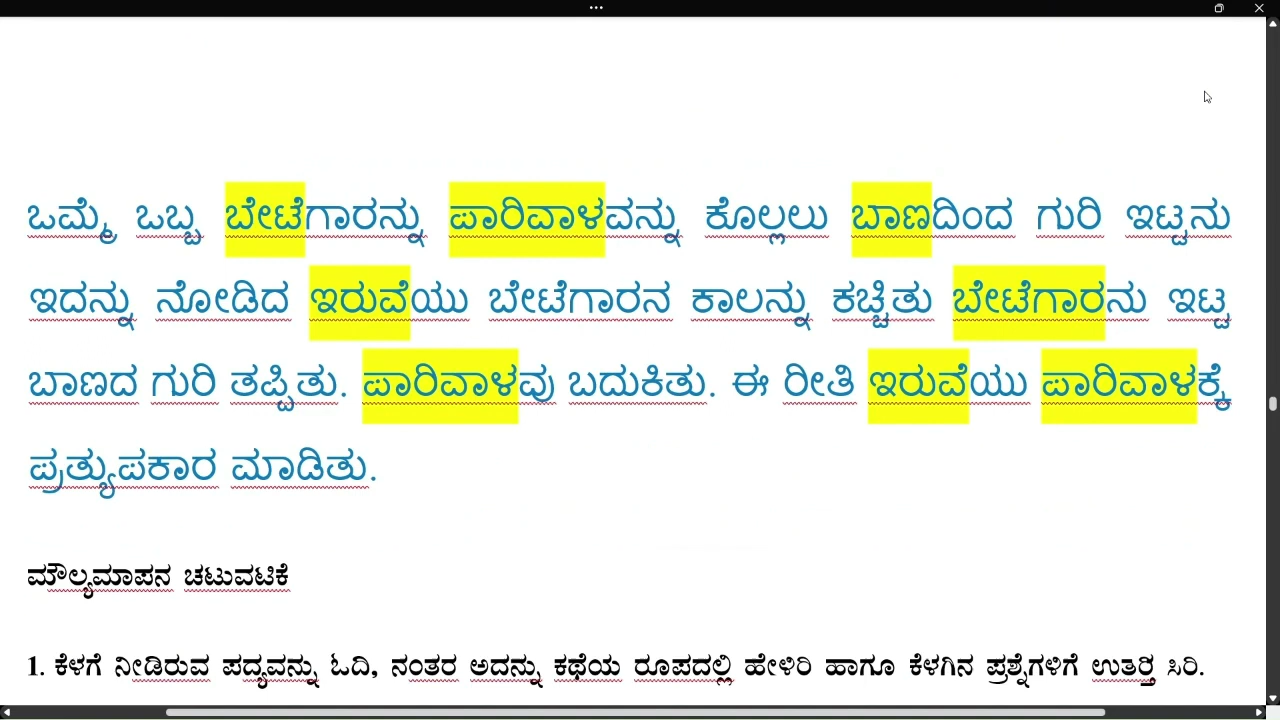 ಒಮ್ಮೆ ಒಬ್ಬ ಬೇಟೆಗಾರನ್ನು ಪಾರಿವಾಳವನ್ನು ಕೊಲ್ಲಲು ಬಾಣದಿಂದ ಗುರಿ ಇಟ್ಟನು
ಇದನ್ನು ನೋಡಿದ ಇರುವೆಯು ಬೇಟೆಗಾರನ ಕಾಲನ್ನು ಕಚ್ಚಿತು ಬೇಟೆಗಾರನು ಇಟ್ಟ
ಬಾಣದ ಗುರಿ ತಪ್ಪಿತು. ಪಾರಿವಾಳವು ಬದುಕಿತು. ಈ ರೀತಿ ಇರುವೆಯು ಪಾರಿವಾಳಕ್ಕೆ
ಪ್ರತ್ಯುಪಕಾರ ಮಾಡಿತು.
ಮೌಲ್ಯಮಾಪನ ಚಟುವಟಿಕೆ
1. ಕೆಳಗೆ ನೀಡಿರುವ ಪದ್ಯವನ್ನು ಓದಿ, ನಂತರ ಅದನ್ನು ಕಥೆಯ ರೂಪದಲ್ಲಿ ಹೇಳಿರಿ ಹಾಗೂ ಕೆಳಗಿನ ಪ್ರಶ್ನೆಗಳಿಗೆ ಉತ್ತರಿ ಸಿರಿ.